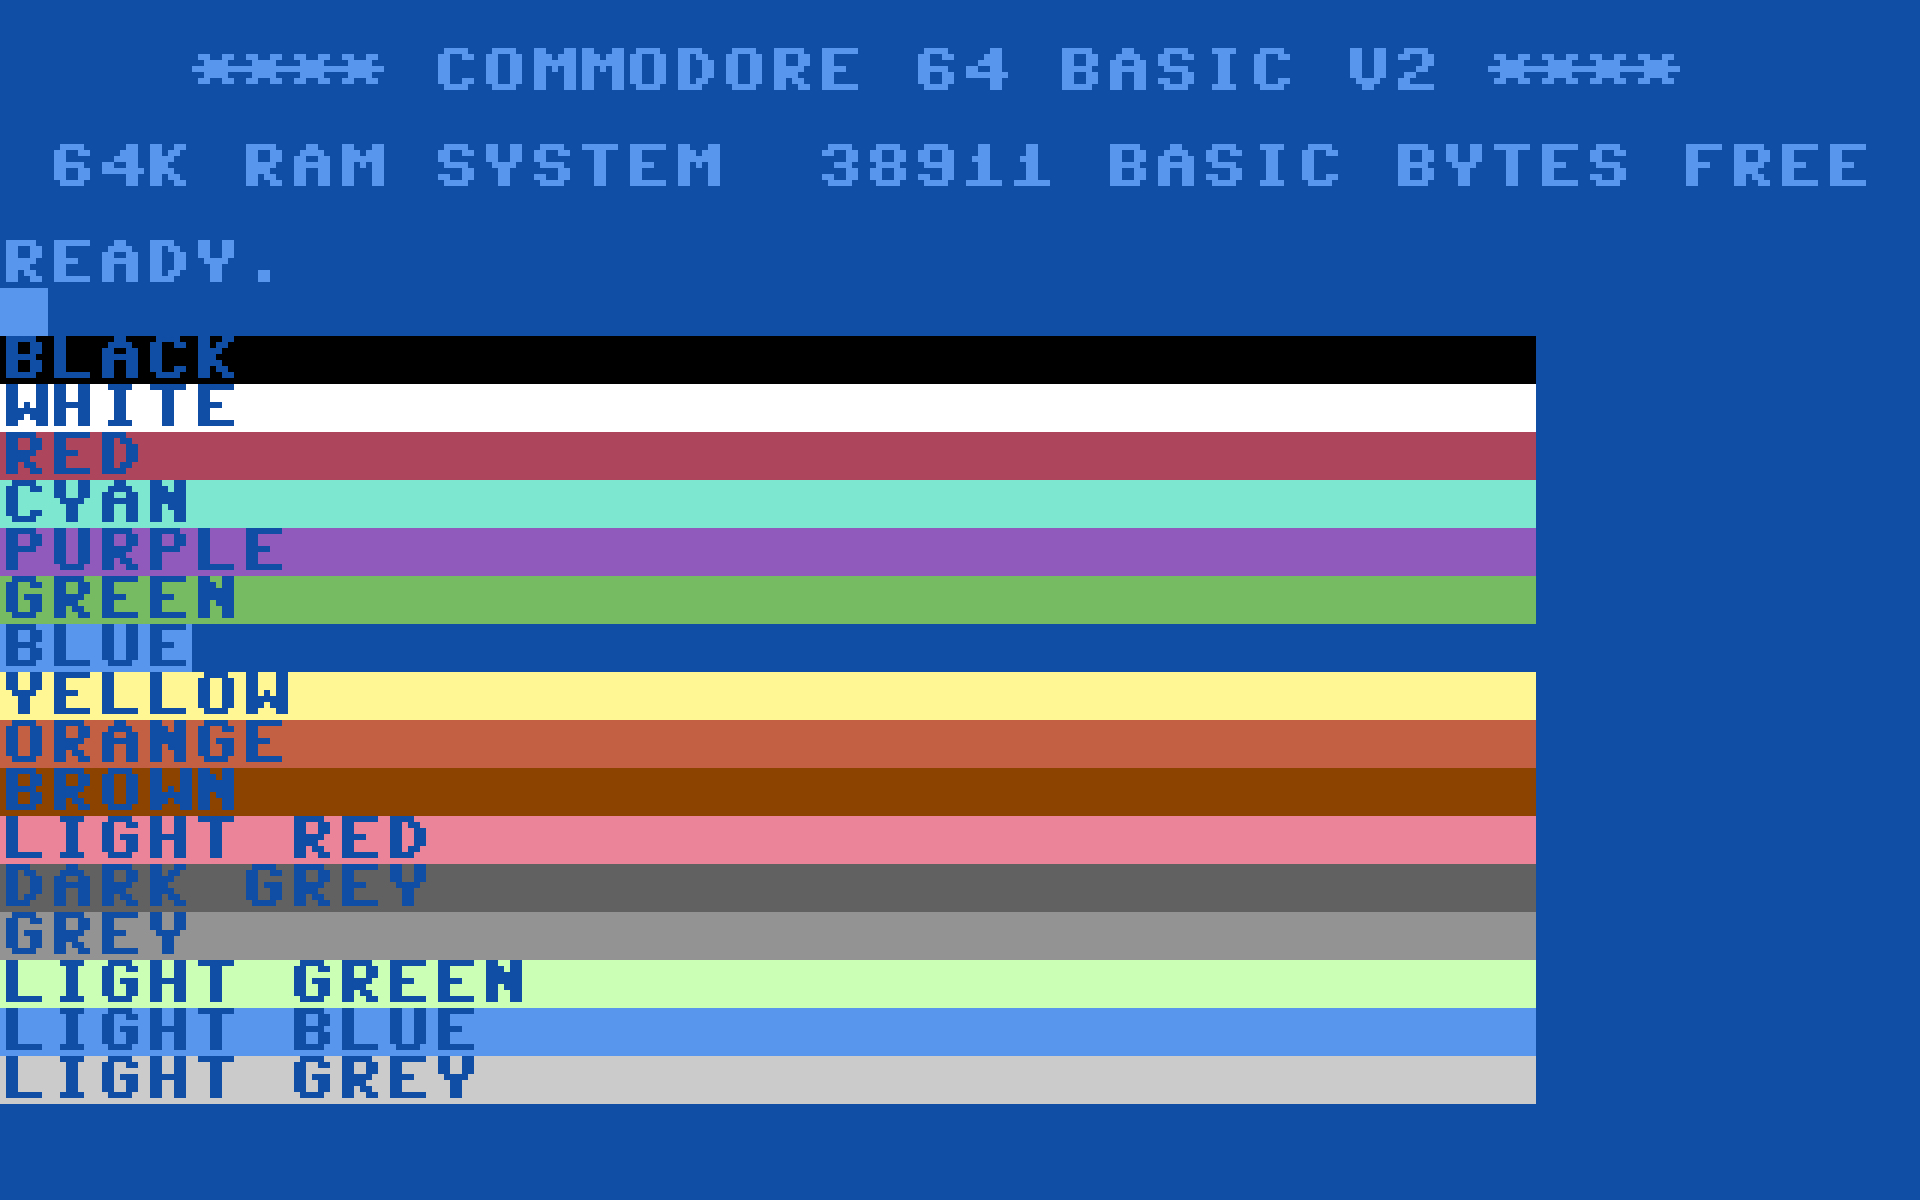 **** COMMODORE 64 BASIC V2 ****
64K RAM SYSTEM  38911 BASIC BYTES FREE
READY.
BLACK
WHITE
RED
CYAN
PURPLE
GREEN
BLUE
YELLOW
ORANGE
BROWN
LIGHT RED
DARK GREY
GREY
LIGHT GREEN
LIGHT BLUE
LIGHT GREY